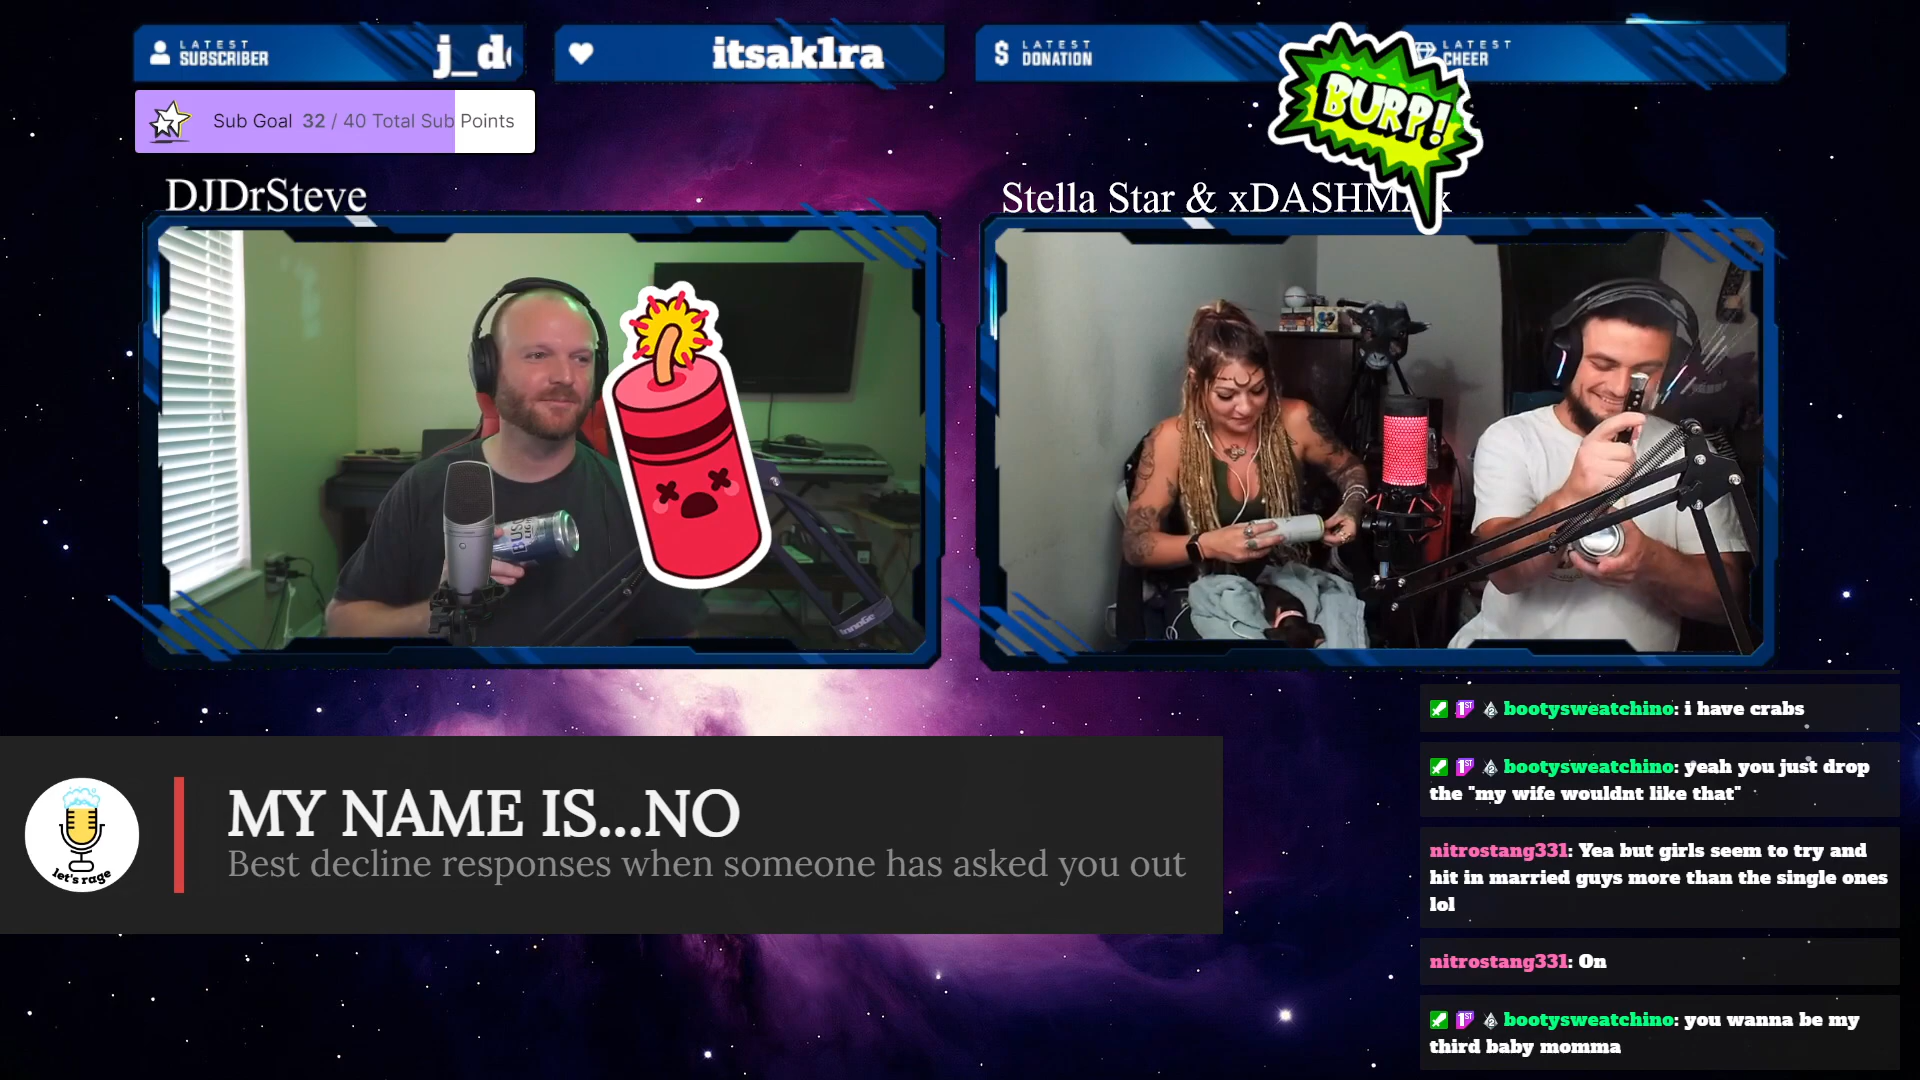 LATEST
SUBSCRIBER
j_d
itsak1ra
LATEST
DONATION
LATEST
CHEER
BURP!
Sub Goal 32 / 40 Total Sub Points
DJDrSteve
Stella Star &
BUSCH
LIGHT
InnoGear
bootysweatchino: i have crabs
bootysweatchino: yeah you just drop
the "my wife wouldnt like that"
nitrostang331: Yea but girls seem to try and
hit in married guys more than the single ones
lol
nitrostang331: On
bootysweatchino: you wanna be my
third baby momma
let's rage
MY NAME IS...NO
Best decline responses when someone has asked you out